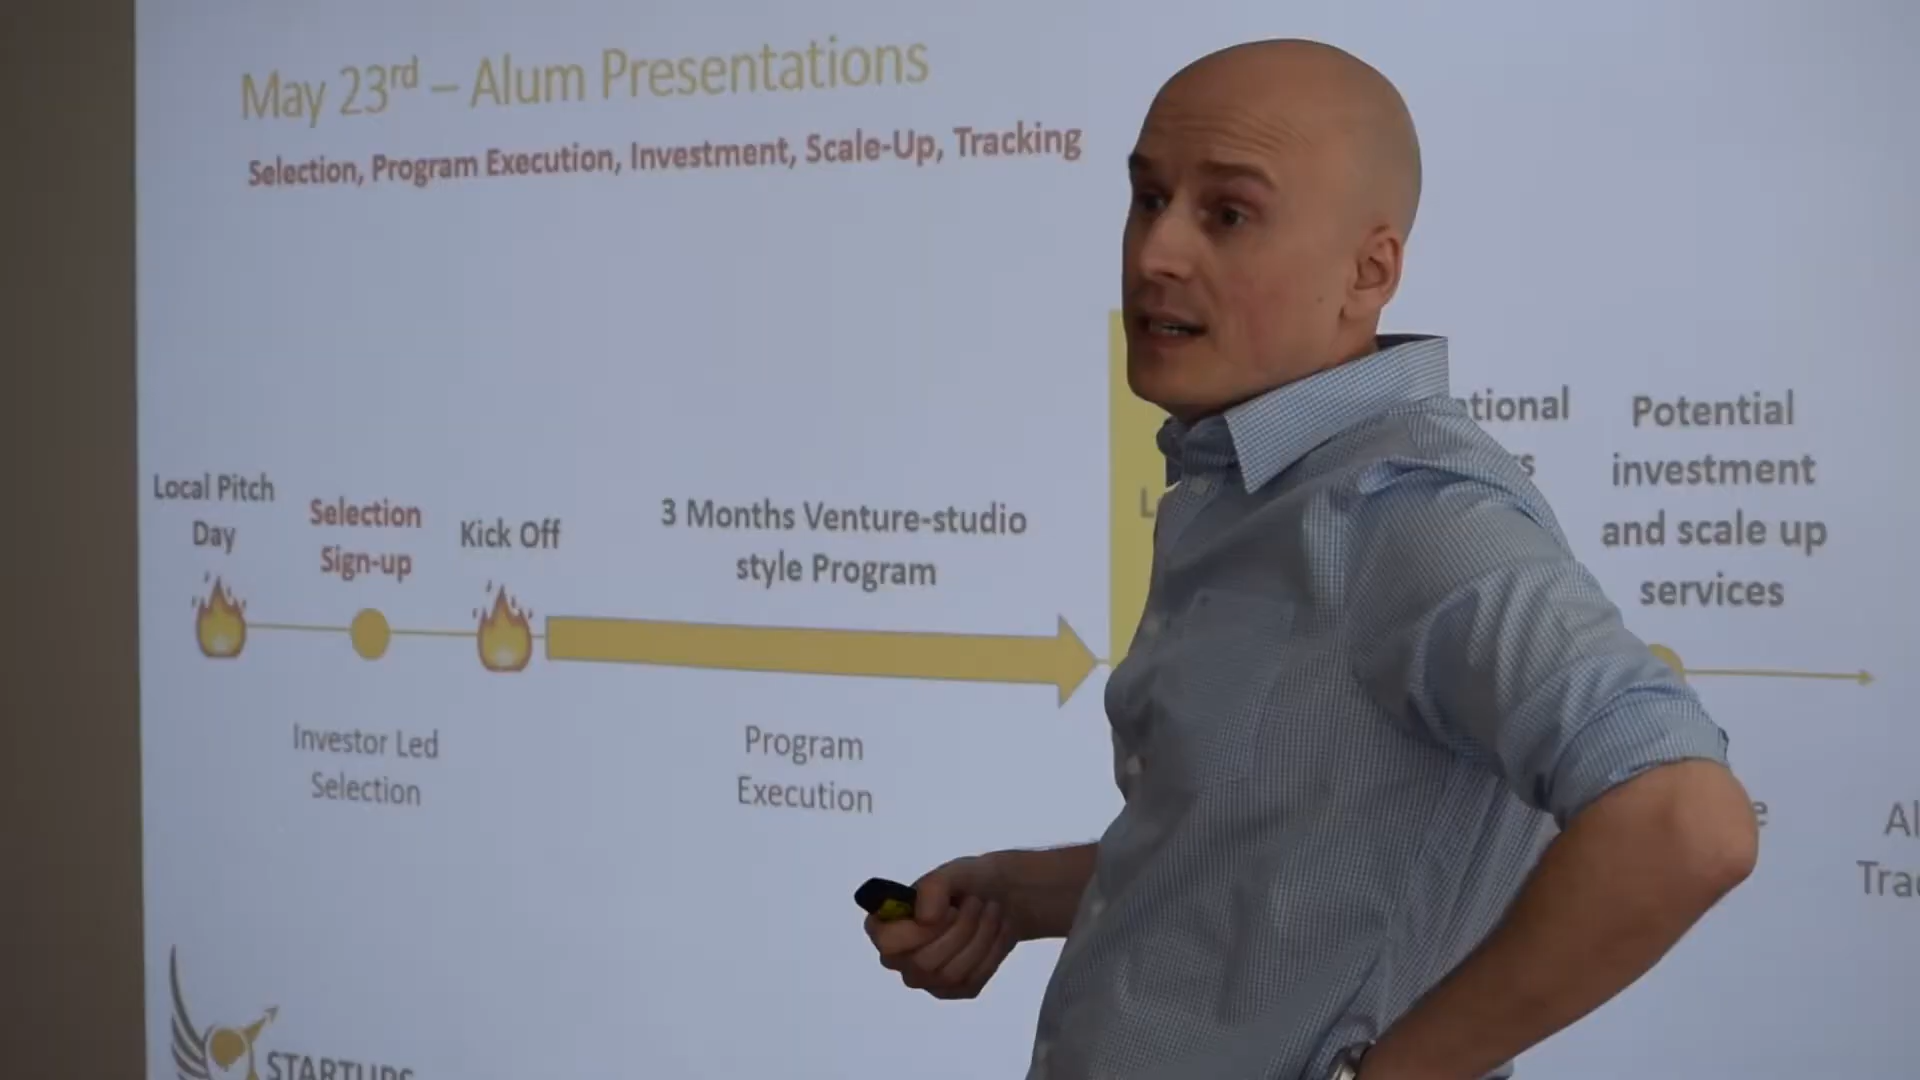 May 23rd – Alum Presentations
Selection, Program Execution, Investment, Scale-Up, Tracking
Local Pitch
Day
Selection
Sign-up
Kick Off
3 Months Venture-studio
style Program
Potential
investment
and scale up
services
Investor Led
Selection
Program
Execution
STARTUPS